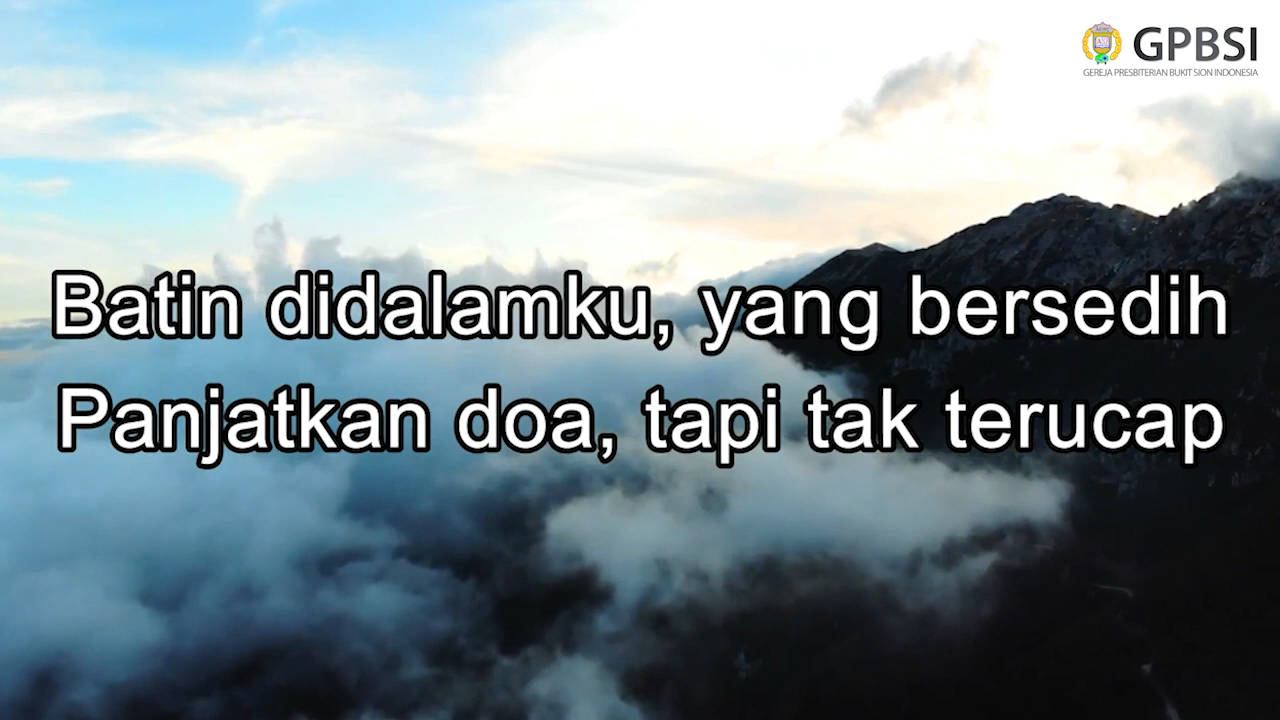 GPBSI
GEREJA PRESBITERIAN BUKIT SION INDONESIA
Batin didalamku, yang bersedih
Panjatkan doa, tapi tak terucap